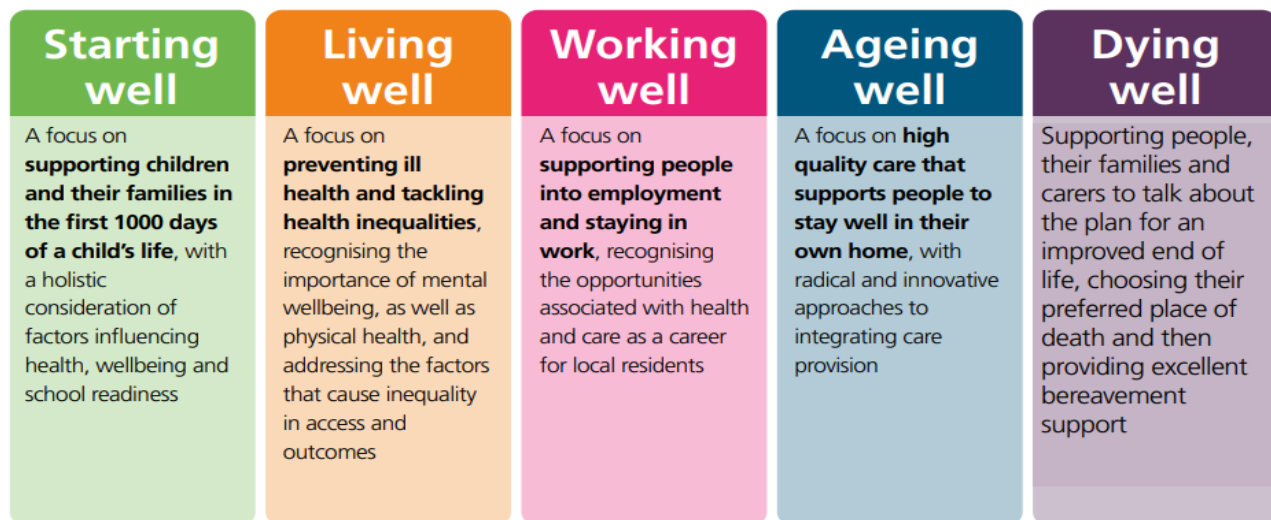 Starting
well
A focus on
supporting children
and their families in
the first 1000 days
of a child's life, with
a holistic
consideration of
factors influencing
health, wellbeing and
school readiness
Living
well
A focus on
preventing ill
health and tackling
health inequalities,
recognising the
importance of mental
wellbeing, as well as
physical health, and
addressing the factors
that cause inequality
in access and
outcomes
Working
well
A focus on
supporting people
into employment
and staying in
work, recognising
the opportunities
associated with health
and care as a career
for local residents
Ageing
well
A focus on high
quality care that
supports people to
stay well in their
own home, with
radical and innovative
approaches to
integrating care
provision
Dying
well
Supporting people,
their families and
carers to talk about
the plan for an
improved end of
life, choosing their
preferred place of
death and then
providing excellent
bereavement
support